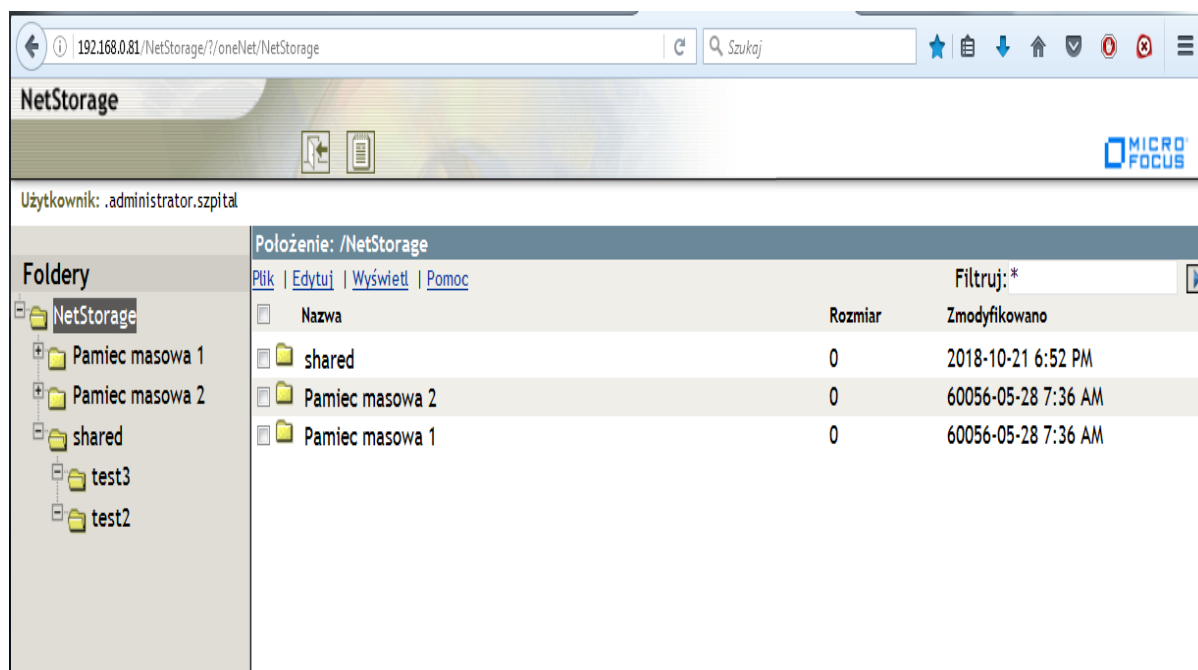 192.168.0.81/NetStorage/?/oneNet/NetStorage
Szukaj
NetStorage
MICRO FOCUS
Użytkownik: .administrator.szpital
Położenie: /NetStorage
Foldery
Plik | Edytuj | Wyświetl | Pomoc
Filtruj: *
NetStorage
Pamiec masowa 1
Pamiec masowa 2
shared
test3
test2
Nazwa Rozmiar Zmodyfikowano
shared 0 2018-10-21 6:52 PM
Pamiec masowa 2 0 60056-05-28 7:36 AM
Pamiec masowa 1 0 60056-05-28 7:36 AM